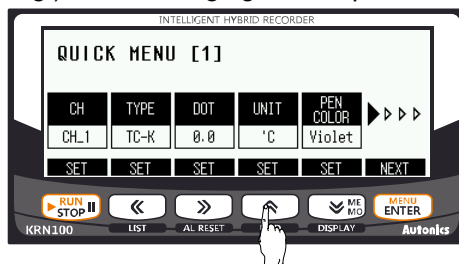 INTELLIGENT HYBRID RECORDER
QUICK MENU [1]
CH TYPE DOT UNIT PEN COLOR
CH_1 TC-K 0.0 'C Violet
SET SET SET SET SET NEXT
RUN STOP ME MO MENU ENTER
KRN100 LIST AL RESET DISPLAY Autonics